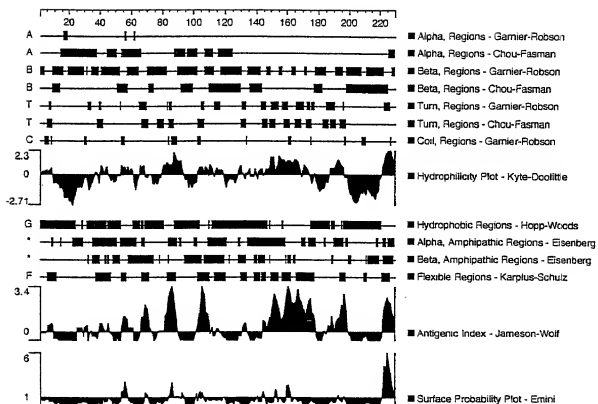 20 40 60 80 100 120 140 160 180 200 220
A Alpha, Regions - Garnier-Robson
A Alpha, Regions - Chou-Fasman
B Beta, Regions - Garnier-Robson
B Beta, Regions - Chou-Fasman
T Turn, Regions - Garnier-Robson
T Turn, Regions - Chou-Fasman
C Coil, Regions - Garnier-Robson
2.3
0 Hydrophilicity Plot - Kyte-Doolittle
-2.71
G Hydrophobic Regions - Hopp-Woods
* Alpha, Amphipathic Regions - Eisenberg
* Beta, Amphipathic Regions - Eisenberg
F Flexible Regions - Karplus-Schulz
3.4
0 Antigenic Index - Jameson-Wolf
6
1 Surface Probability Plot - Emini